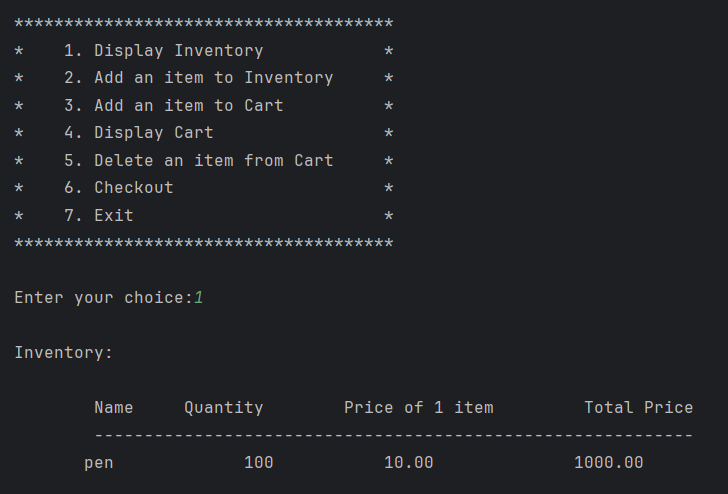 **************************************
*    1. Display Inventory            *
*    2. Add an item to Inventory     *
*    3. Add an item to Cart          *
*    4. Display Cart                 *
*    5. Delete an item from Cart     *
*    6. Checkout                     *
*    7. Exit                         *
**************************************
Enter your choice:1
Inventory:
        Name     Quantity        Price of 1 item         Total Price
        ------------------------------------------------------------
       pen             100           10.00              1000.00